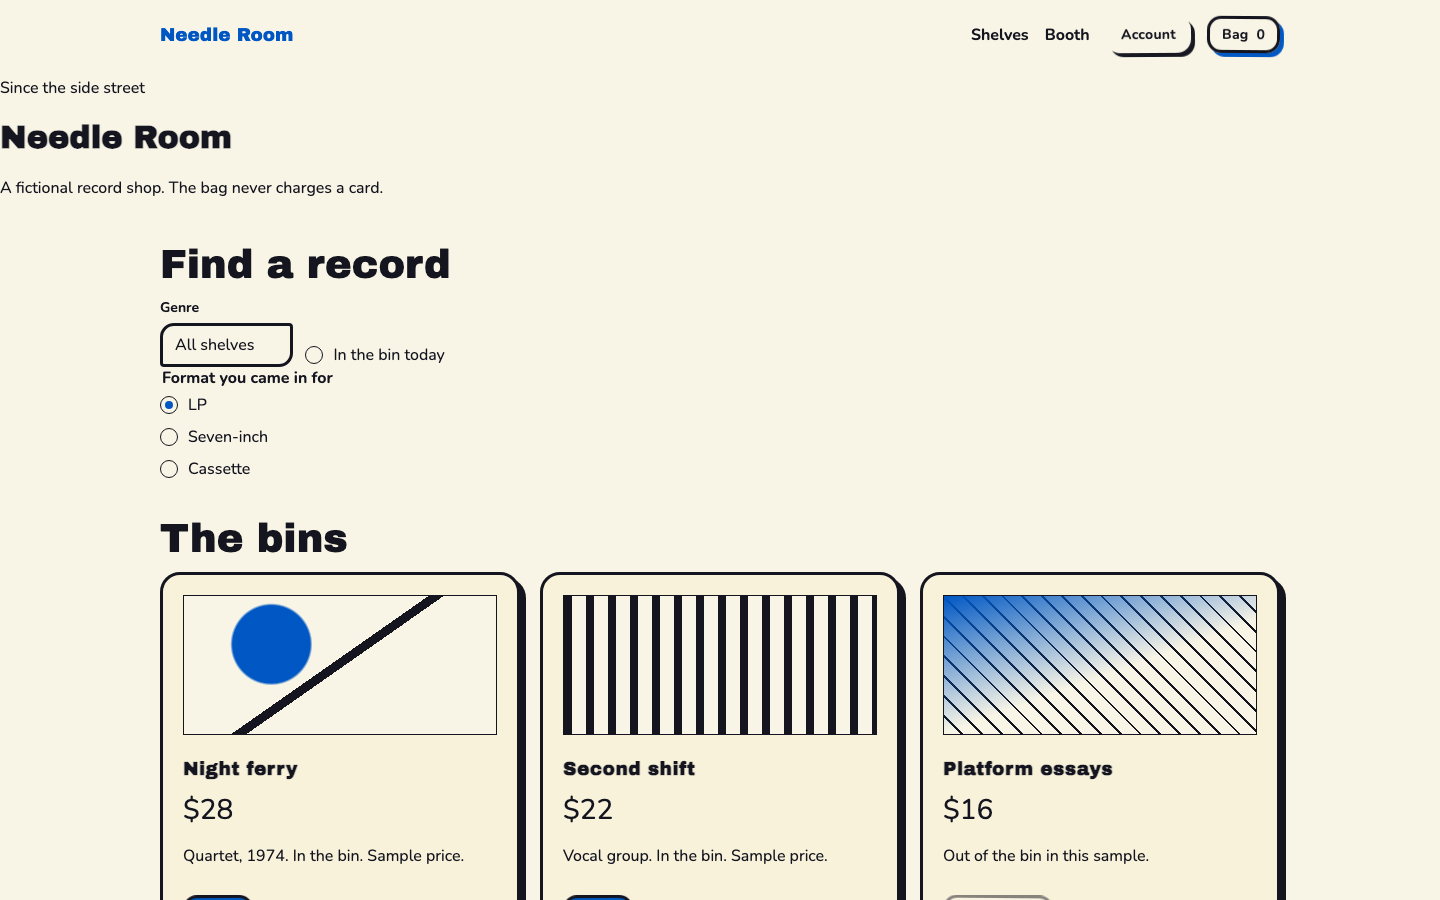 Needle Room
Shelves Booth Account Bag 0
Since the side street
Needle Room
A fictional record shop. The bag never charges a card.
Find a record
Genre
All shelves
In the bin today
Format you came in for
LP
Seven-inch
Cassette
The bins
Night ferry
$28
Quartet, 1974. In the bin. Sample price.
Second shift
$22
Vocal group. In the bin. Sample price.
Platform essays
$16
Out of the bin in this sample.